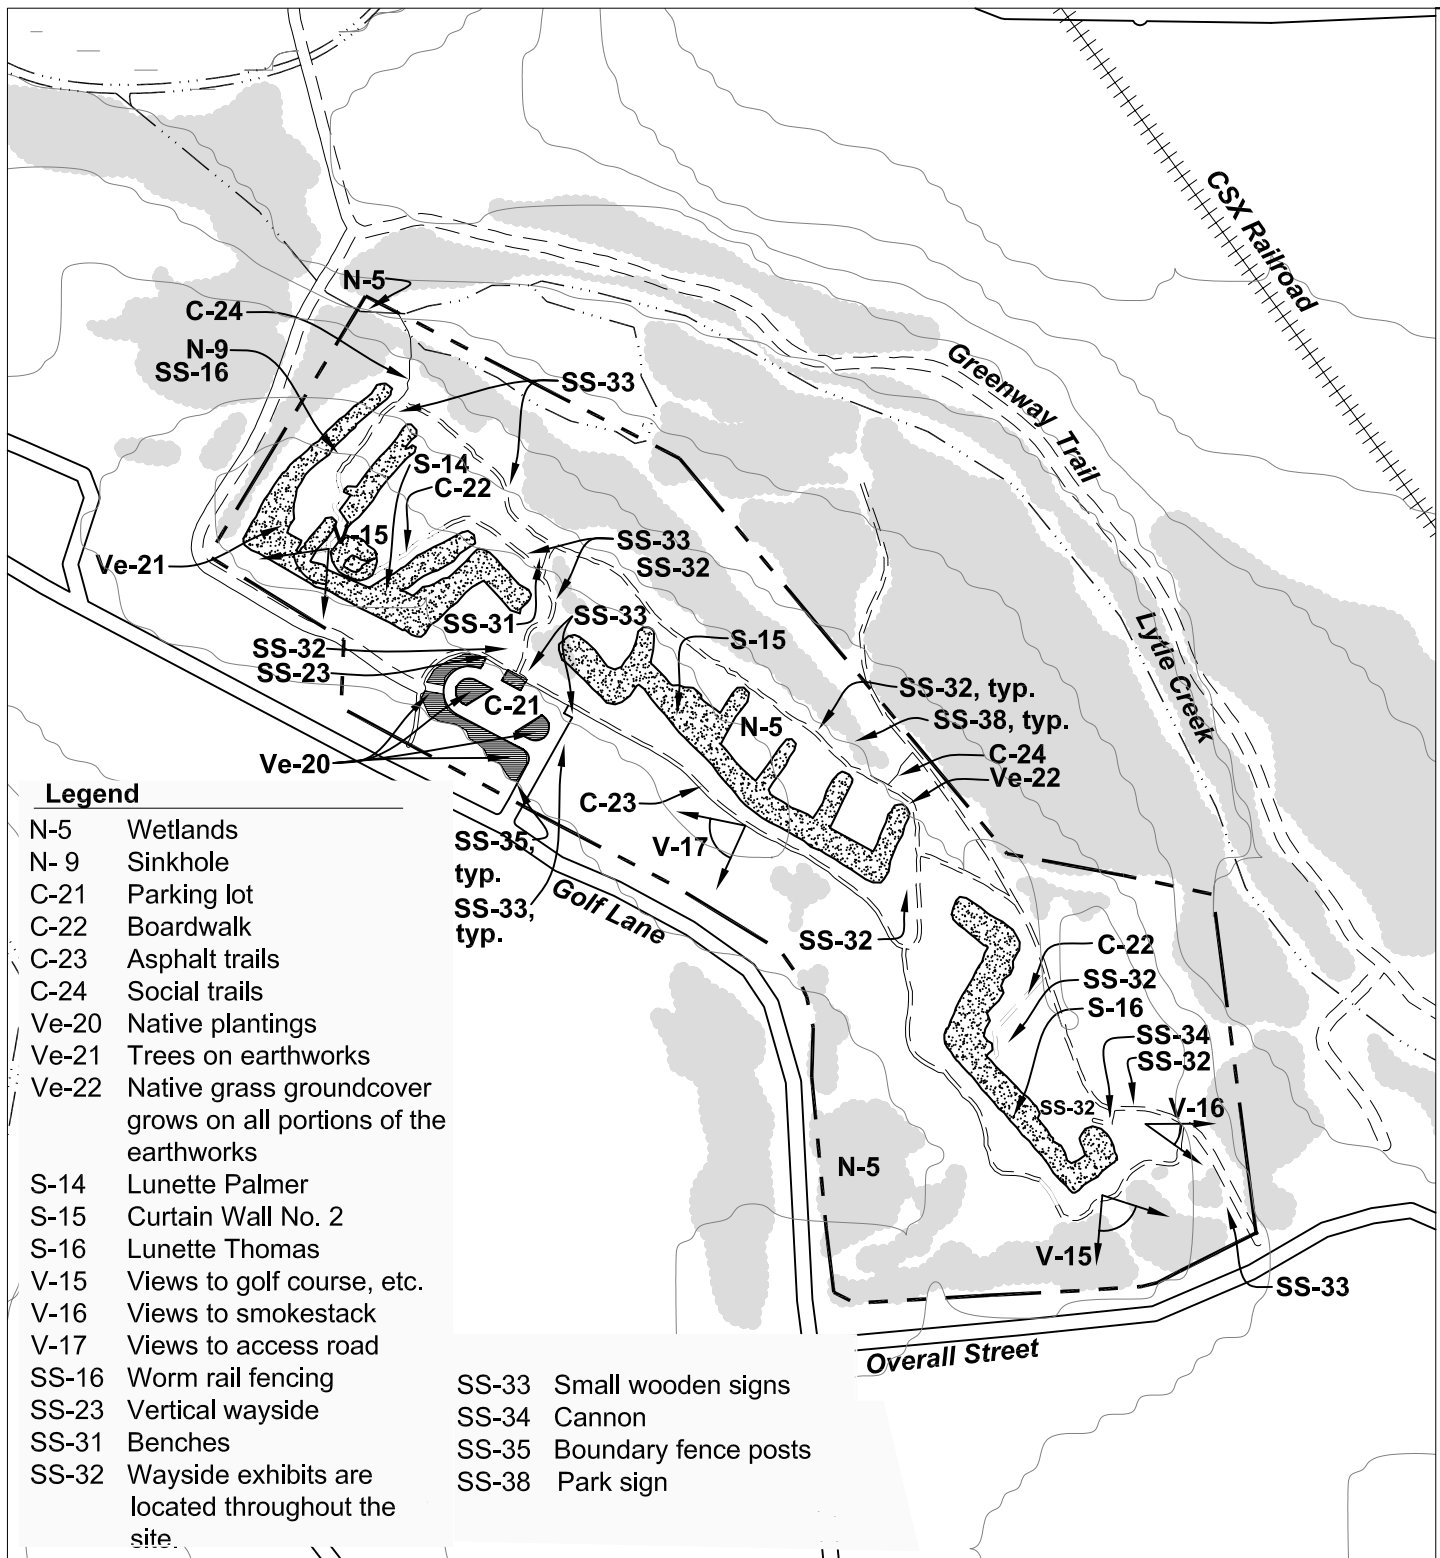 CSX Railroad
N-5
C-24
N-9
SS-16
SS-33
Greenway Trail
S-14
C-22
V-15
Ve-21
SS-33
SS-32
SS-31
SS-33
Lytle Creek
S-15
SS-32
SS-23
SS-32, typ.
C-21
SS-38, typ.
N-5
C-24
Ve-20
Ve-22
C-23
V-17
SS-35,
typ.
SS-33,
typ.
Golf Lane
SS-32
C-22
SS-32
S-16
SS-34
SS-32
SS-32
V-16
N-5
V-15
SS-33
Overall Street
Legend
N-5 Wetlands
N- 9 Sinkhole
C-21 Parking lot
C-22 Boardwalk
C-23 Asphalt trails
C-24 Social trails
Ve-20 Native plantings
Ve-21 Trees on earthworks
Ve-22 Native grass groundcover
grows on all portions of the
earthworks
S-14 Lunette Palmer
S-15 Curtain Wall No. 2
S-16 Lunette Thomas
V-15 Views to golf course, etc.
V-16 Views to smokestack
V-17 Views to access road
SS-16 Worm rail fencing
SS-23 Vertical wayside
SS-31 Benches
SS-32 Wayside exhibits are
located throughout the
site.
SS-33 Small wooden signs
SS-34 Cannon
SS-35 Boundary fence posts
SS-38 Park sign